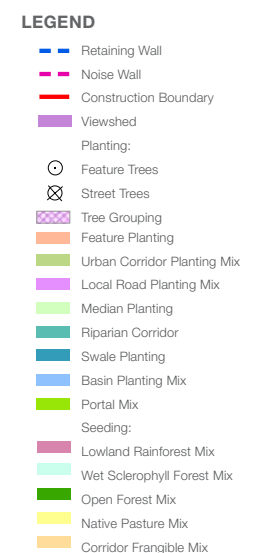 LEGEND
Retaining Wall
Noise Wall
Construction Boundary
Viewshed
Planting:
Feature Trees
Street Trees
Tree Grouping
Feature Planting
Urban Corridor Planting Mix
Local Road Planting Mix
Median Planting
Riparian Corridor
Swale Planting
Basin Planting Mix
Portal Mix
Seeding:
Lowland Rainforest Mix
Wet Sclerophyll Forest Mix
Open Forest Mix
Native Pasture Mix
Corridor Frangible Mix